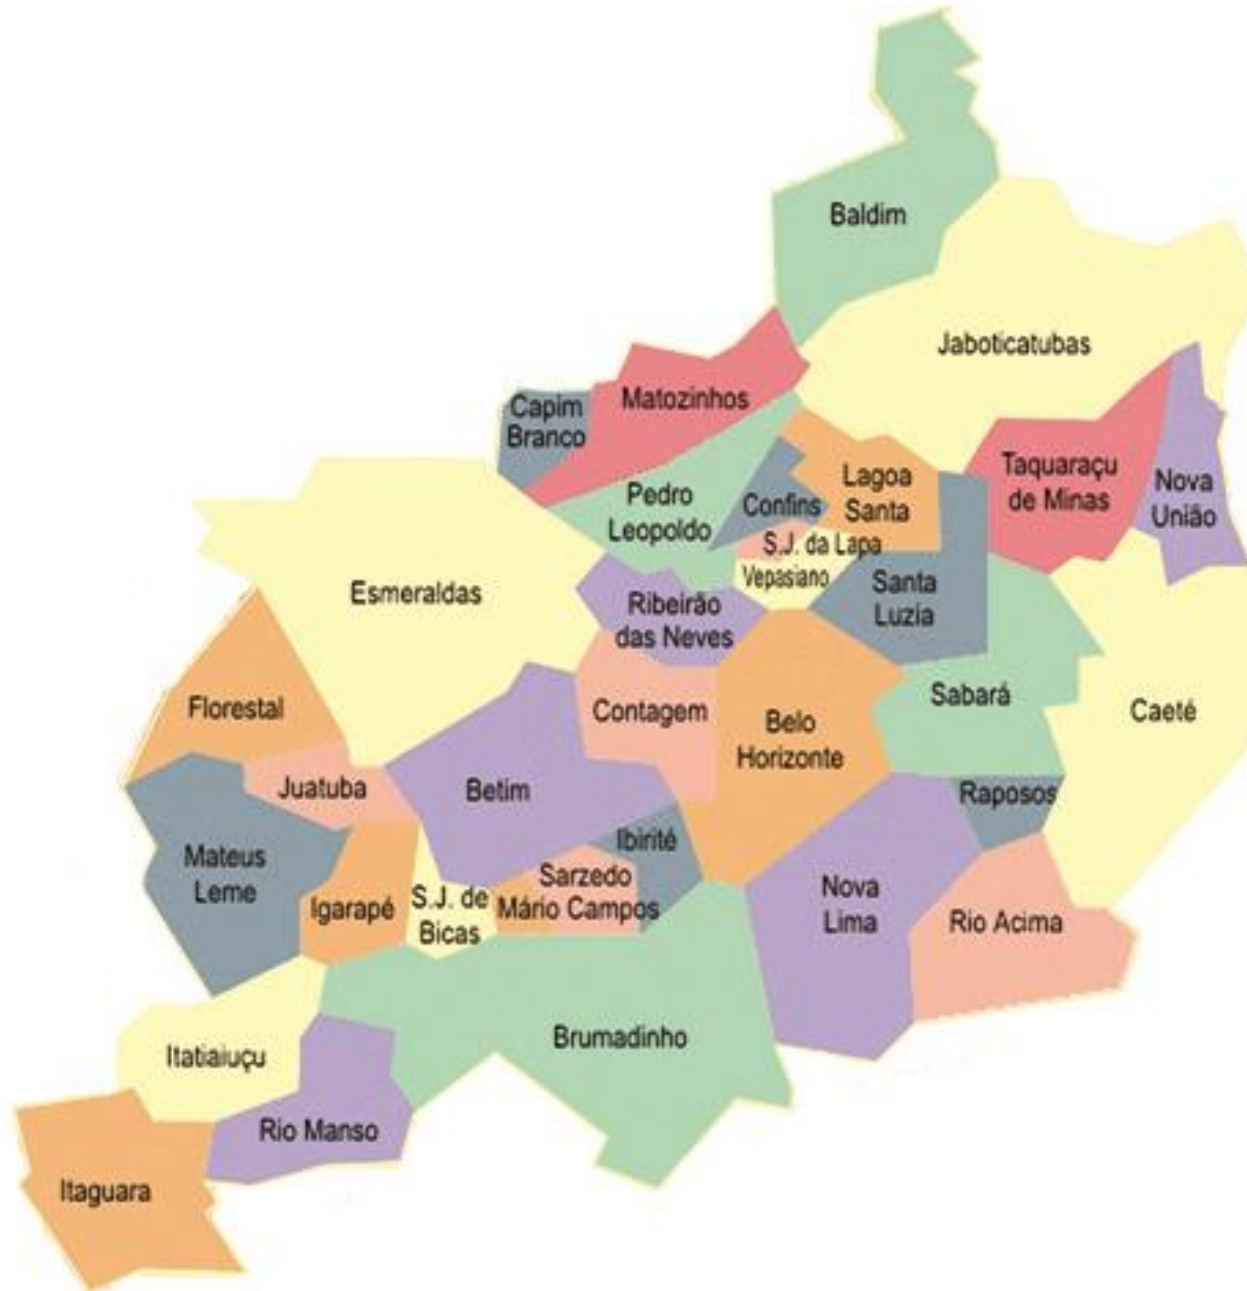 Baldim
Jaboticatubas
Matozinhos
Capim
Branco
Taquaraçu
de Minas
Nova
União
Lagoa
Santa
Pedro
Leopoldo
Confins
S.J. da Lapa
Vepasiano
Santa
Luzia
Esmeraldas
Ribeirão
das Neves
Sabará
Caeté
Florestal
Contagem
Belo
Horizonte
Juatuba
Betim
Raposos
Mateus
Leme
Ibirité
Sarzedo
Mário Campos
Igarapé
S.J. de
Bicas
Nova
Lima
Rio Acima
Brumadinho
Itatiaiuçu
Rio Manso
Itaguara